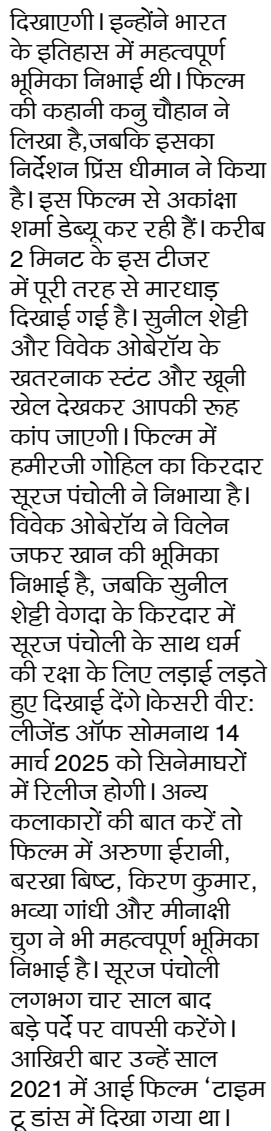 दिखाएगी। इन्होंने भारत
के इतिहास में महत्वपूर्ण
भूमिका निभाई थी। फिल्म
की कहानी कनु चौहान ने
लिखा है,जबकि इसका
निर्देशन प्रिंस धीमान ने किया
है। इस फिल्म से अकांक्षा
शर्मा डेब्यू कर रही हैं। करीब
2 मिनट के इस टीजर
में पूरी तरह से मारधाड़
दिखाई गई है। सुनील शेट्टी
और विवेक ओबेरॉय के
खतरनाक स्टंट और खूनी
खेल देखकर आपकी रूह
कांप जाएगी। फिल्म में
हमीरजी गोहिल का किरदार
सूरज पंचोली ने निभाया है।
विवेक ओबेरॉय ने विलेन
जफर खान की भूमिका
निभाई है, जबकि सुनील
शेट्टी वेगदा के किरदार में
सूरज पंचोली के साथ धर्म
की रक्षा के लिए लड़ाई लड़ते
हुए दिखाई देंगे।केसरी वीर:
लीजेंड ऑफ सोमनाथ 14
मार्च 2025 को सिनेमाघरों
में रिलीज होगी। अन्य
कलाकारों की बात करें तो
फिल्म में अरुणा ईरानी,
बरखा बिष्ट, किरण कुमार,
भव्या गांधी और मीनाक्षी
चुग ने भी महत्वपूर्ण भूमिका
निभाई है। सूरज पंचोली
लगभग चार साल बाद
बड़े पर्दे पर वापसी करेंगे।
आखिरी बार उन्हें साल
2021 में आई फिल्म ‘टाइम
टू डांस में दिखा गया था।